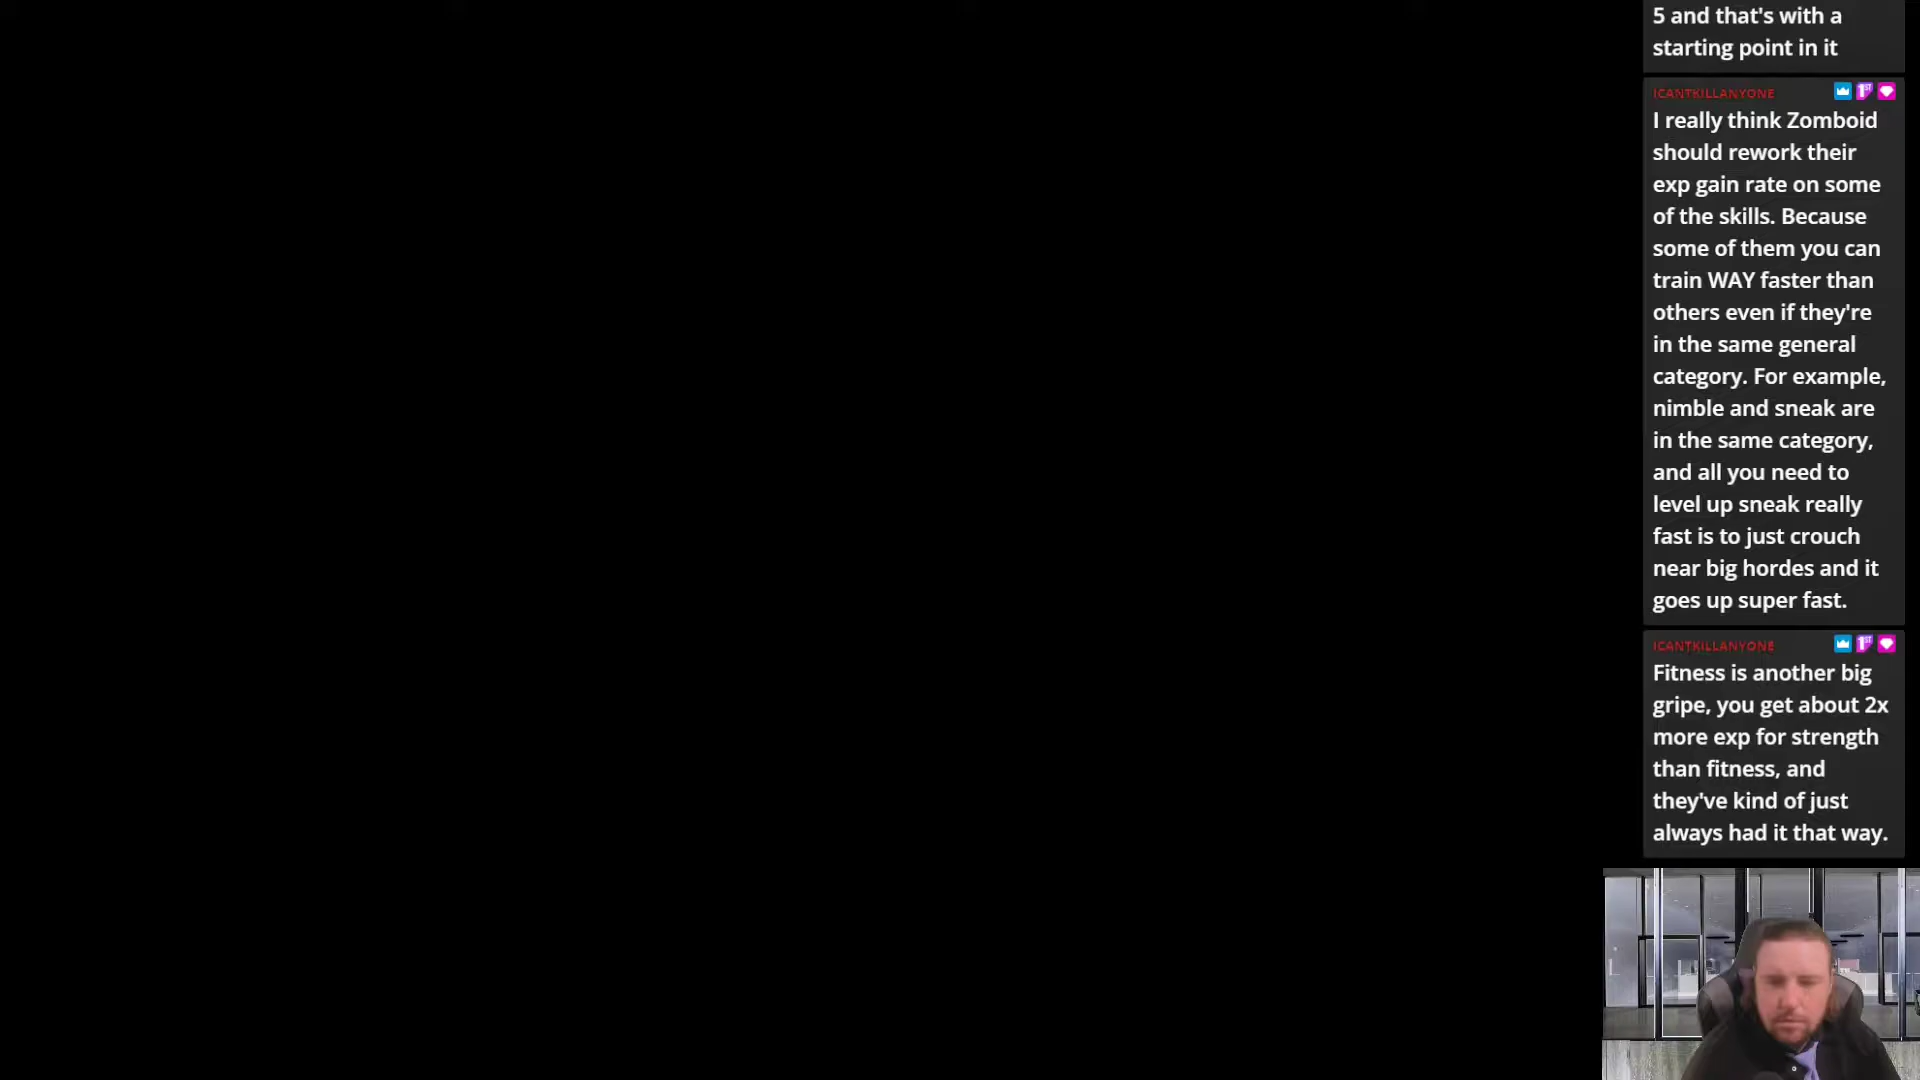 5 and that's with a
starting point in it
ICANTKILLANYONE
I really think Zomboid
should rework their
exp gain rate on some
of the skills. Because
some of them you can
train WAY faster than
others even if they're
in the same general
category. For example,
nimble and sneak are
in the same category,
and all you need to
level up sneak really
fast is to just crouch
near big hordes and it
goes up super fast.
ICANTKILLANYONE
Fitness is another big
gripe, you get about 2x
more exp for strength
than fitness, and
they've kind of just
always had it that way.